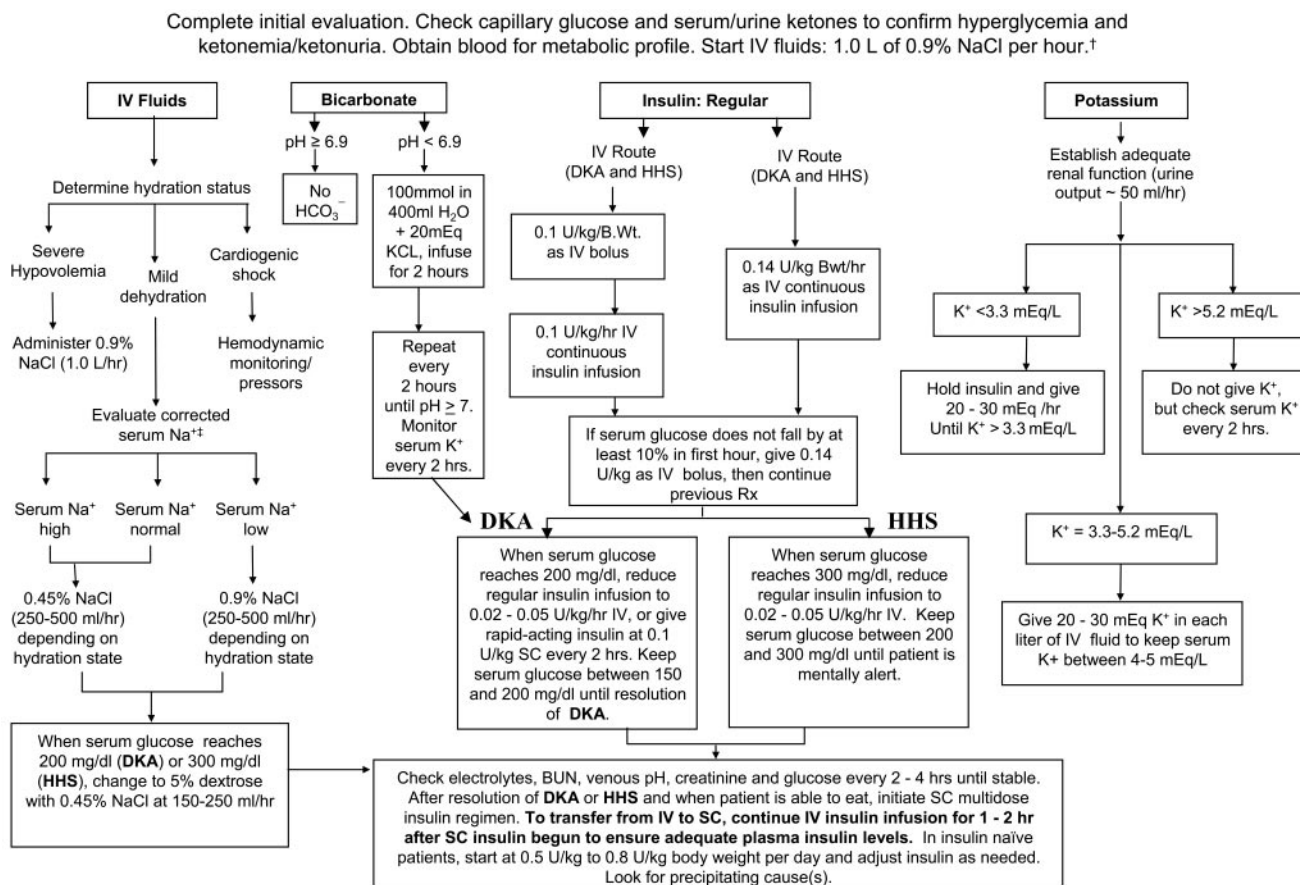 Complete initial evaluation. Check capillary glucose and serum/urine ketones to confirm hyperglycemia and
ketonemia/ketonuria. Obtain blood for metabolic profile. Start IV fluids: 1.0 L of 0.9% NaCl per hour.†
IV Fluids
Determine hydration status
Severe
Hypovolemia
Mild
dehydration
Cardiogenic
shock
Administer 0.9%
NaCl (1.0 L/hr)
Hemodynamic
monitoring/
pressors
Evaluate corrected
serum Na⁺‡
Serum Na⁺
high
Serum Na⁺
normal
Serum Na⁺
low
0.45% NaCl
(250-500 ml/hr)
depending on
hydration state
0.9% NaCl
(250-500 ml/hr)
depending on
hydration state
When serum glucose reaches
200 mg/dl (DKA) or 300 mg/dl
(HHS), change to 5% dextrose
with 0.45% NaCl at 150-250 ml/hr
Bicarbonate
pH ≥ 6.9
pH < 6.9
No
HCO₃⁻
100mmol in
400ml H₂O
+ 20mEq
KCL, infuse
for 2 hours
Repeat
every
2 hours
until pH ≥ 7.
Monitor
serum K⁺
every 2 hrs.
Insulin: Regular
IV Route
(DKA and HHS)
IV Route
(DKA and HHS)
0.1 U/kg/B.Wt.
as IV bolus
0.14 U/kg Bwt/hr
as IV continuous
insulin infusion
0.1 U/kg/hr IV
continuous
insulin infusion
If serum glucose does not fall by at
least 10% in first hour, give 0.14
U/kg as IV bolus, then continue
previous Rx
DKA
HHS
When serum glucose
reaches 200 mg/dl, reduce
regular insulin infusion to
0.02 - 0.05 U/kg/hr IV, or give
rapid-acting insulin at 0.1
U/kg SC every 2 hrs. Keep
serum glucose between 150
and 200 mg/dl until resolution
of DKA.
When serum glucose
reaches 300 mg/dl, reduce
regular insulin infusion to
0.02 - 0.05 U/kg/hr IV. Keep
serum glucose between 200
and 300 mg/dl until patient is
mentally alert.
Potassium
Establish adequate
renal function (urine
output ~ 50 ml/hr)
K⁺ <3.3 mEq/L
K⁺ >5.2 mEq/L
Hold insulin and give
20 - 30 mEq /hr
Until K⁺ > 3.3 mEq/L
Do not give K⁺,
but check serum K⁺
every 2 hrs.
K⁺ = 3.3-5.2 mEq/L
Give 20 - 30 mEq K⁺ in each
liter of IV fluid to keep serum
K+ between 4-5 mEq/L
Check electrolytes, BUN, venous pH, creatinine and glucose every 2 - 4 hrs until stable.
After resolution of DKA or HHS and when patient is able to eat, initiate SC multidose
insulin regimen. To transfer from IV to SC, continue IV insulin infusion for 1 - 2 hr
after SC insulin begun to ensure adequate plasma insulin levels. In insulin naïve
patients, start at 0.5 U/kg to 0.8 U/kg body weight per day and adjust insulin as needed.
Look for precipitating cause(s).